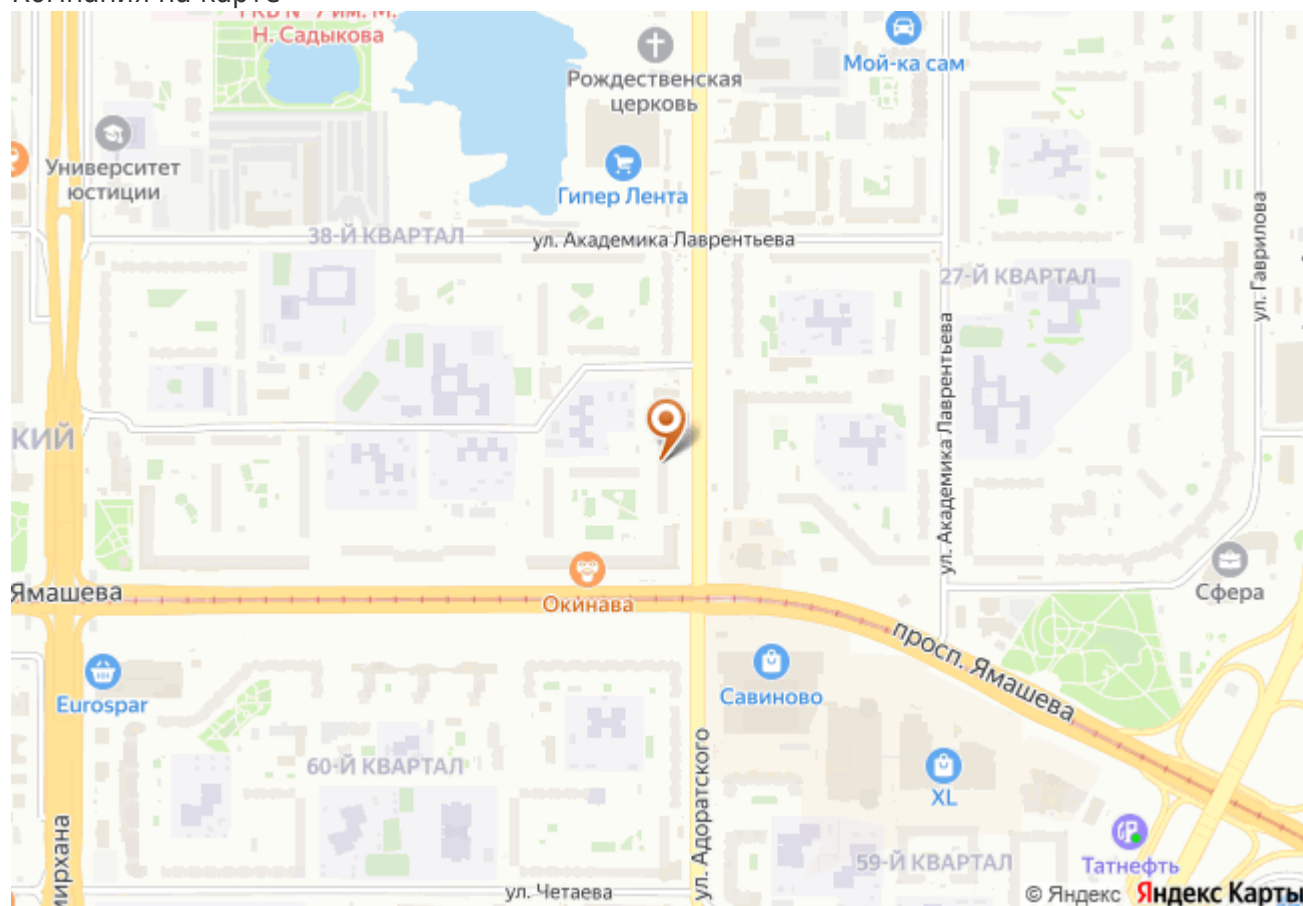 Н. Садыкова
Мой-ка сам
Рождественская
церковь
Университет
юстиции
Гипер Лента
38-Й КВАРТАЛ
ул. Академика Лаврентьева
ул. Гаврилова
27-Й КВАРТАЛ
ул. Академика Лаврентьева
КИЙ
Ямашева
Окинава
Сфера
просп. Ямашева
Eurospar
Савиново
60-Й КВАРТАЛ
ул. Адоратского
XL
мирхана
59-Й КВАРТАЛ
Татнефть
ул. Четаева
© Яндекс Яндекс Карты